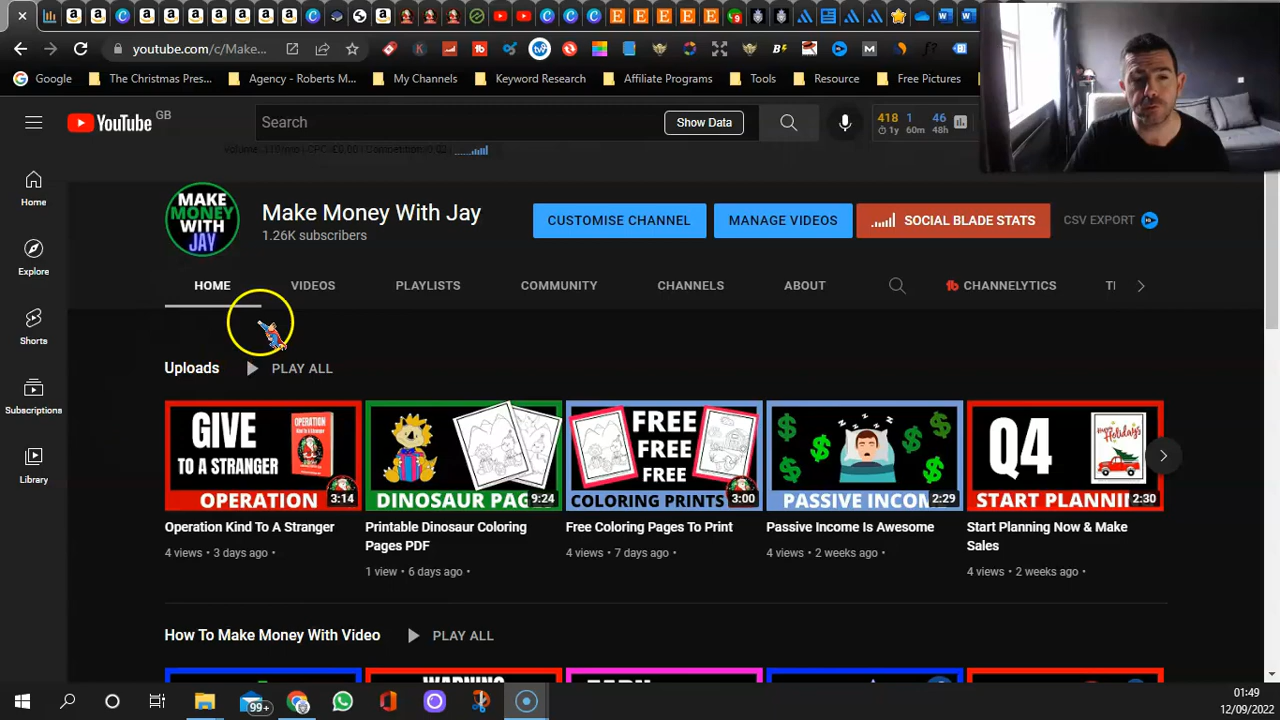 youtube.com/c/Make...
Google
The Christmas Pres...
Agency - Roberts M...
My Channels
Keyword Research
Affiliate Programs
Tools
Resource
Free Pictures
YouTube GB
Search
Show Data
418 1 46
1y 60m 48h
Home
Explore
Shorts
Subscriptions
Library
MAKE
MONEY
WITH
JAY
Make Money With Jay
1.26K subscribers
CUSTOMISE CHANNEL
MANAGE VIDEOS
SOCIAL BLADE STATS
CSV EXPORT
HOME
VIDEOS
PLAYLISTS
COMMUNITY
CHANNELS
ABOUT
CHANNELYTICS
Uploads
PLAY ALL
GIVE
TO A STRANGER
OPERATION
3:14
DINOSAUR PAG
9:24
FREE
FREE
FREE
COLORING PRINTS
3:00
PASSIVE INCOM
2:29
Q4
START PLANNIN
2:30
Operation Kind To A Stranger
4 views • 3 days ago •
Printable Dinosaur Coloring
Pages PDF
1 view • 6 days ago •
Free Coloring Pages To Print
4 views • 7 days ago •
Passive Income Is Awesome
4 views • 2 weeks ago •
Start Planning Now & Make
Sales
4 views • 2 weeks ago •
How To Make Money With Video
PLAY ALL
WARNING
99+
01:49
12/09/2022